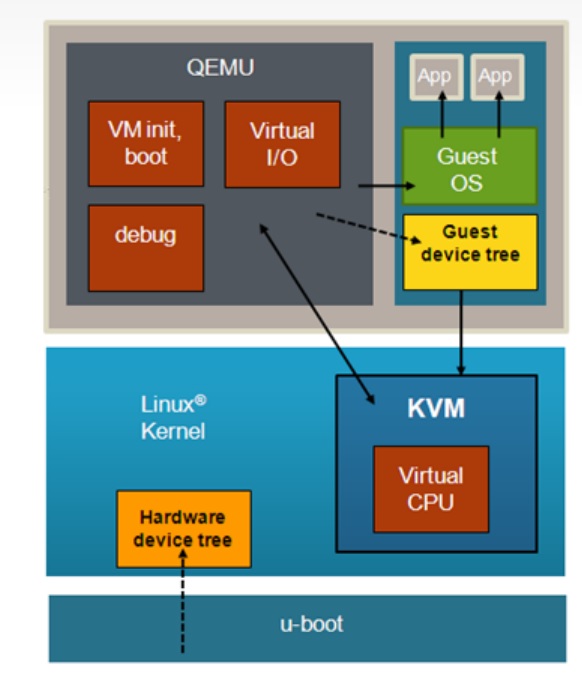 QEMU
VM init,
boot
Virtual
I/O
debug
App
App
Guest
OS
Guest
device tree
Linux®
Kernel
KVM
Virtual
CPU
Hardware
device tree
u-boot